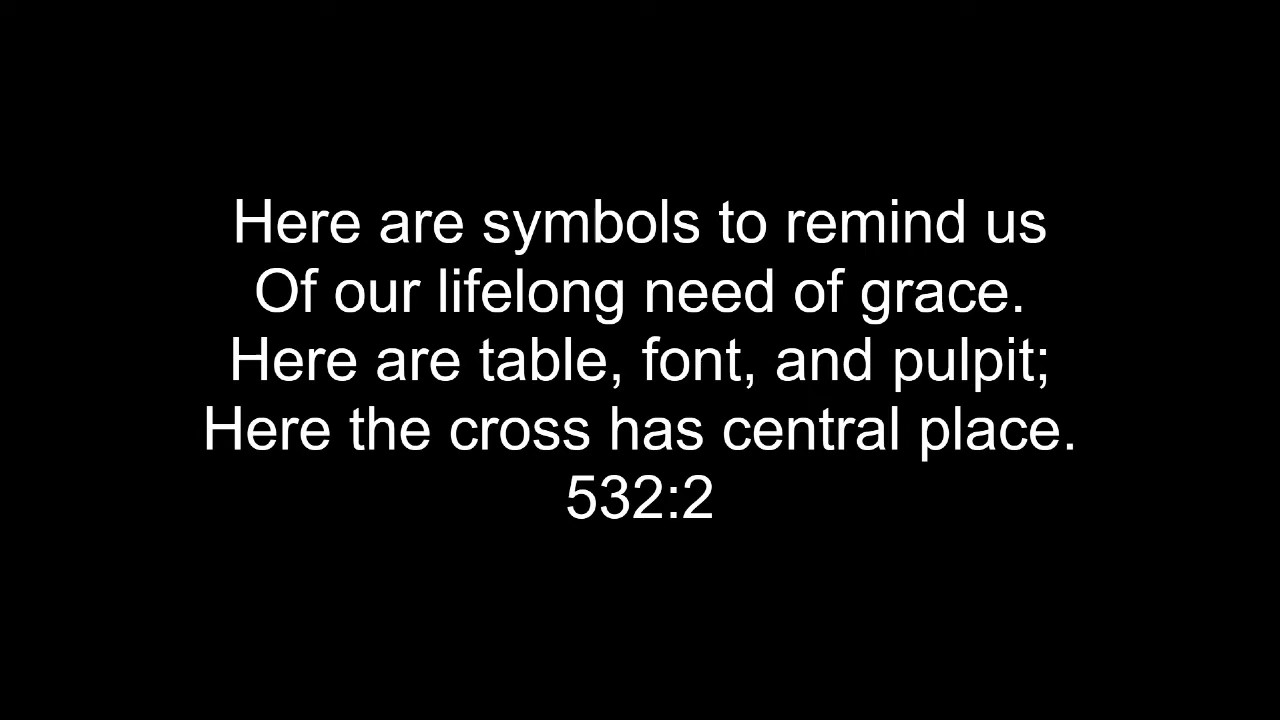 Here are symbols to remind us
Of our lifelong need of grace.
Here are table, font, and pulpit;
Here the cross has central place.
532:2